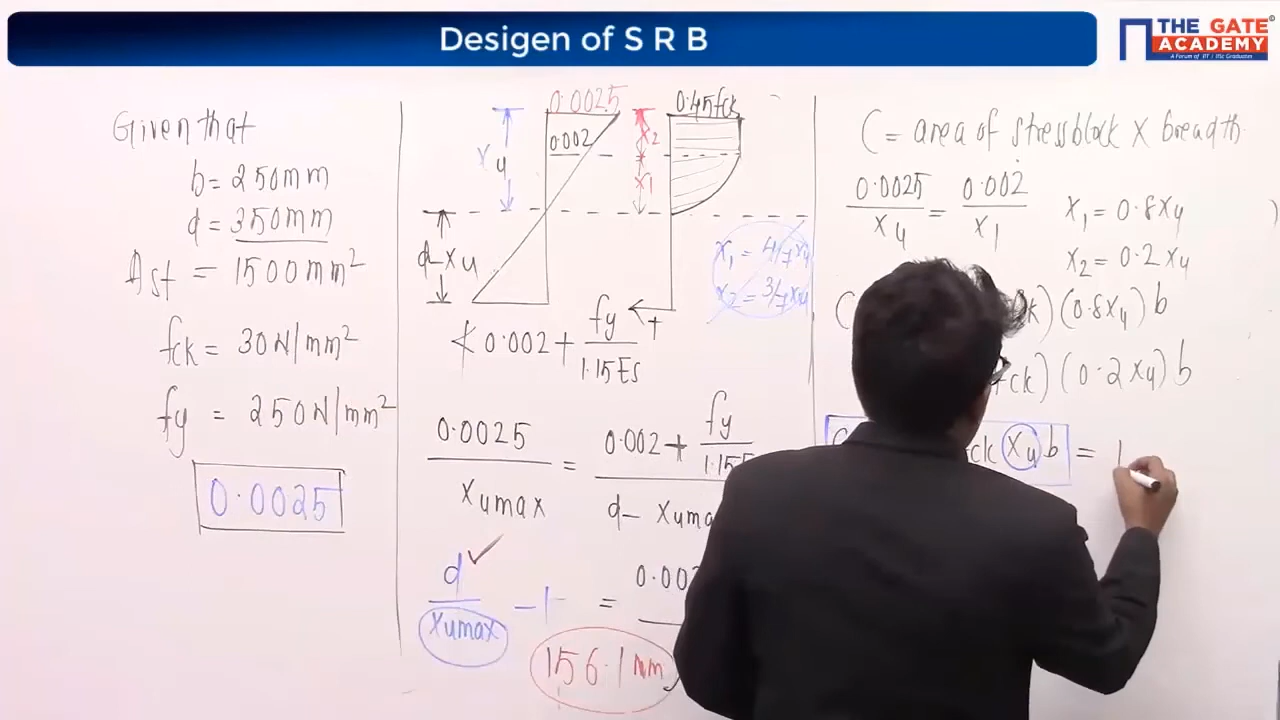 Desigen of S R B
THE GATE ACADEMY
A Forum of IIT / IISc Graduates
Given that
b = 250mm
d = 350mm
Ast = 1500mm²
fck = 30N/mm²
fy = 250N/mm²
0.0025
0.0025
0.002
xu
d-xu
x2
x1
0.45fck
x1 = 4/7xu
x2 = 3/7xu
T
≮ 0.002 + fy/1.15Es
0.0025/xumax = 0.002 + fy/1.15E
d - xuma
d/xumax - 1 = 0.002
156.1 mm
C = area of stressblock X breadth
0.0025/xu = 0.002/x1
x1 = 0.8xu
x2 = 0.2xu
ck)(0.8xu)b
fck)(0.2xu)b
ck xu b =